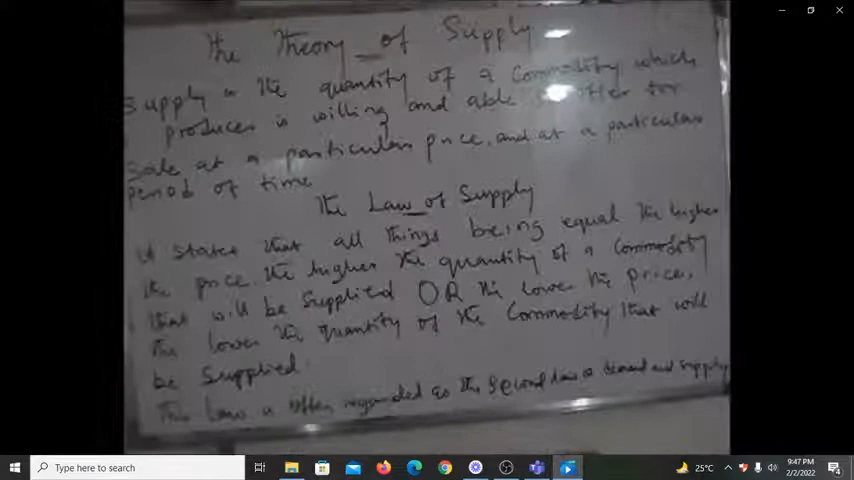 The Theory of Supply
Supply is the quantity of a Commodity which
producer is willing and able to offer for
Sale at a particular price, and at a particular
period of time
The Law of Supply
it states that all things being equal the higher
the price, the higher the quantity of a commodity
that will be Supplied OR the lower the price,
the lower the quantity of the Commodity that will
be Supplied.
This Law is often regarded as the Second law of demand and supply
Type here to search
25°C
9:47 PM
2/2/2022
4